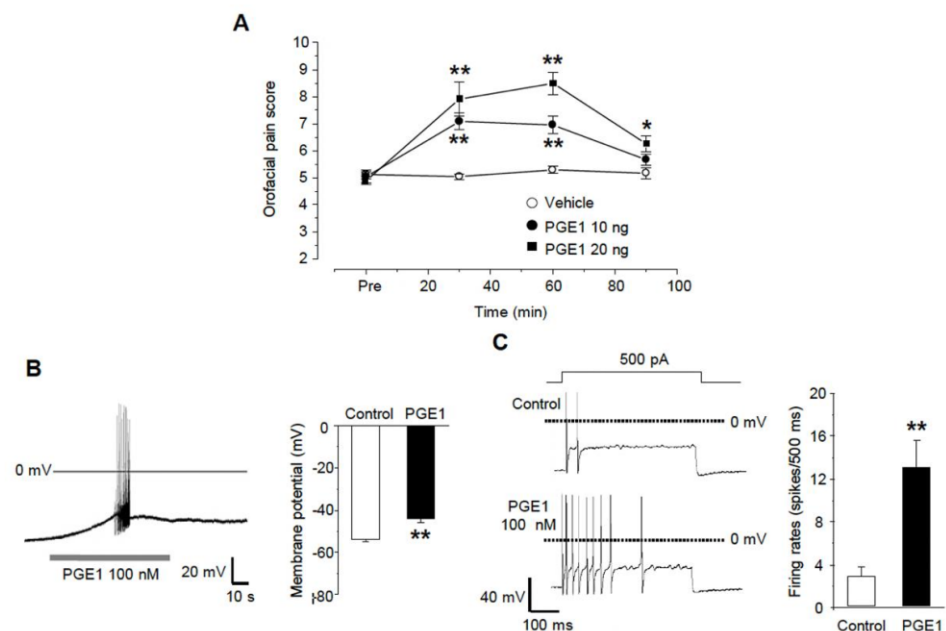 A
10
9
8
7
6
5
4
3
2
Orofacial pain score
**
**
**
**
*
Vehicle
PGE1 10 ng
PGE1 20 ng
Pre 20 40 60 80 100
Time (min)
B
0 mV
PGE1 100 nM
20 mV
10 s
Control PGE1
0
-20
-40
-60
-80
Membrane potential (mV)
**
C
500 pA
Control
0 mV
PGE1
100 nM
0 mV
40 mV
100 ms
20
16
12
8
4
0
Firing rates (spikes/500 ms)
**
Control PGE1